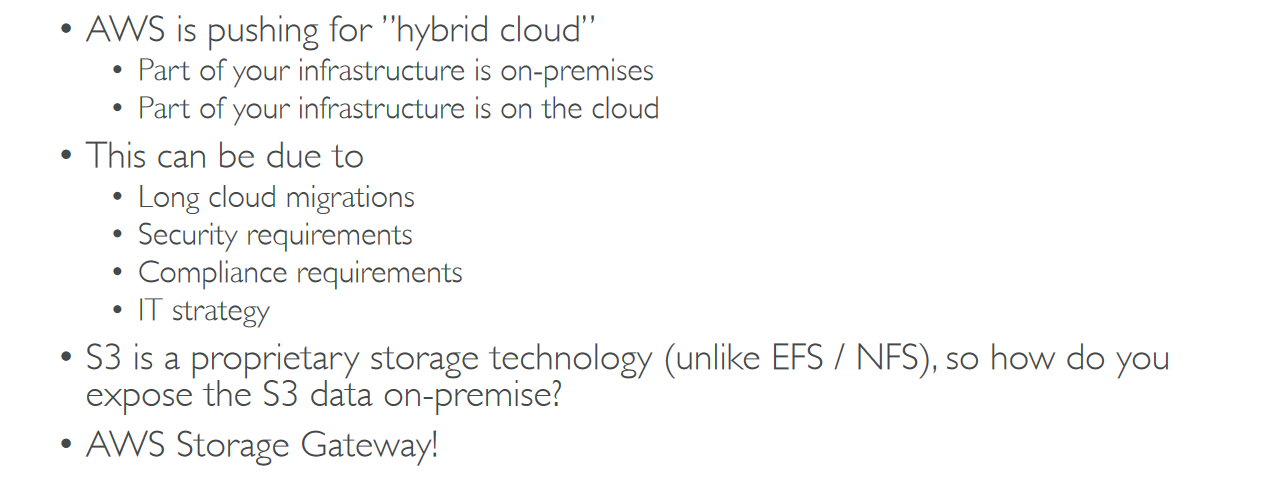 • AWS is pushing for ”hybrid cloud”
• Part of your infrastructure is on-premises
• Part of your infrastructure is on the cloud
• This can be due to
• Long cloud migrations
• Security requirements
• Compliance requirements
• IT strategy
• S3 is a proprietary storage technology (unlike EFS / NFS), so how do you
expose the S3 data on-premise?
• AWS Storage Gateway!